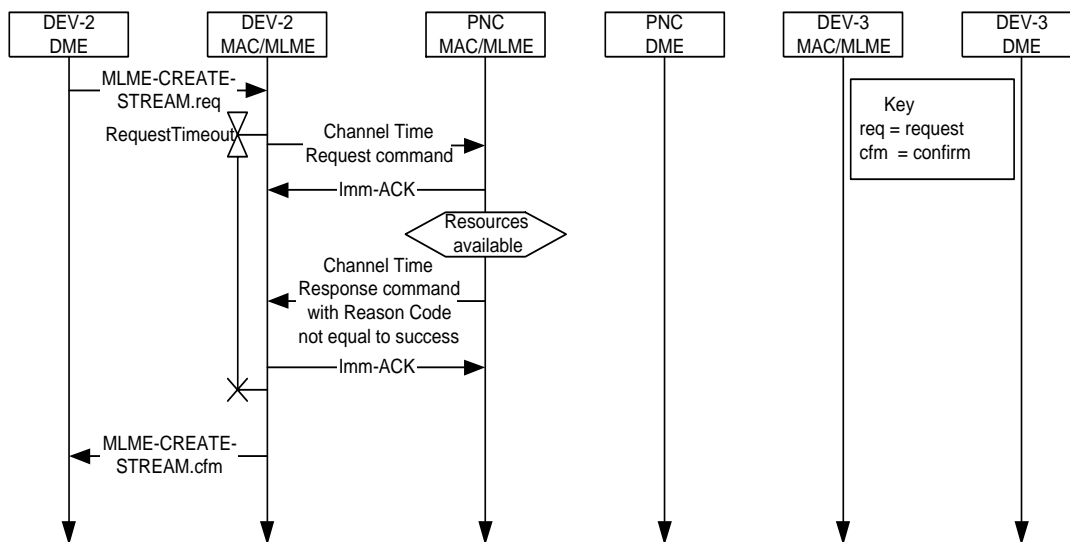 DEV-2
DME
DEV-2
MAC/MLME
PNC
MAC/MLME
PNC
DME
DEV-3
MAC/MLME
DEV-3
DME
MLME-CREATE-
STREAM.req
Key
req = request
cfm = confirm
RequestTimeout
Channel Time
Request command
Imm-ACK
Resources
available
Channel Time
Response command
with Reason Code
not equal to success
Imm-ACK
MLME-CREATE-
STREAM.cfm